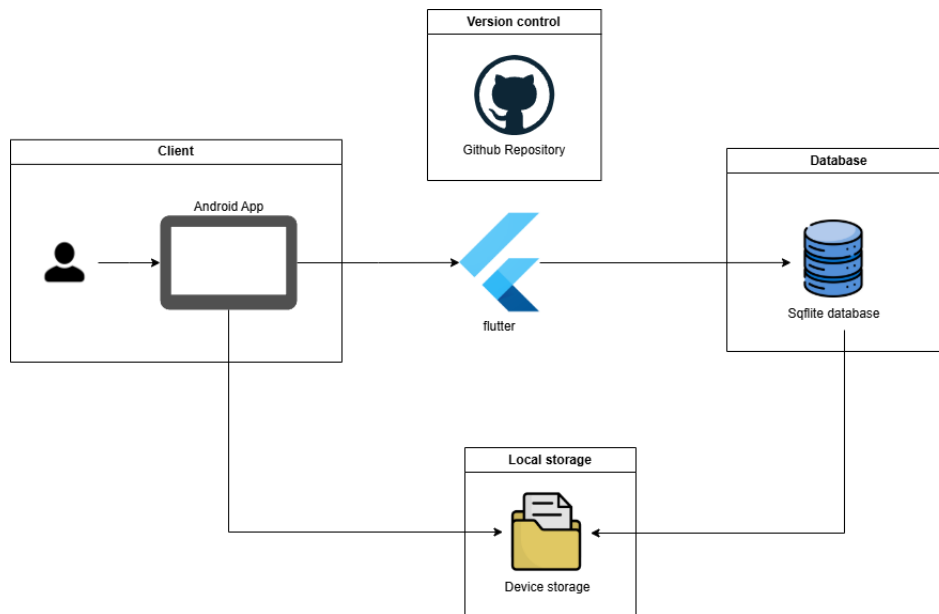 Version control
Github Repository
Client
Android App
Database
Sqflite database
flutter
Local storage
Device storage